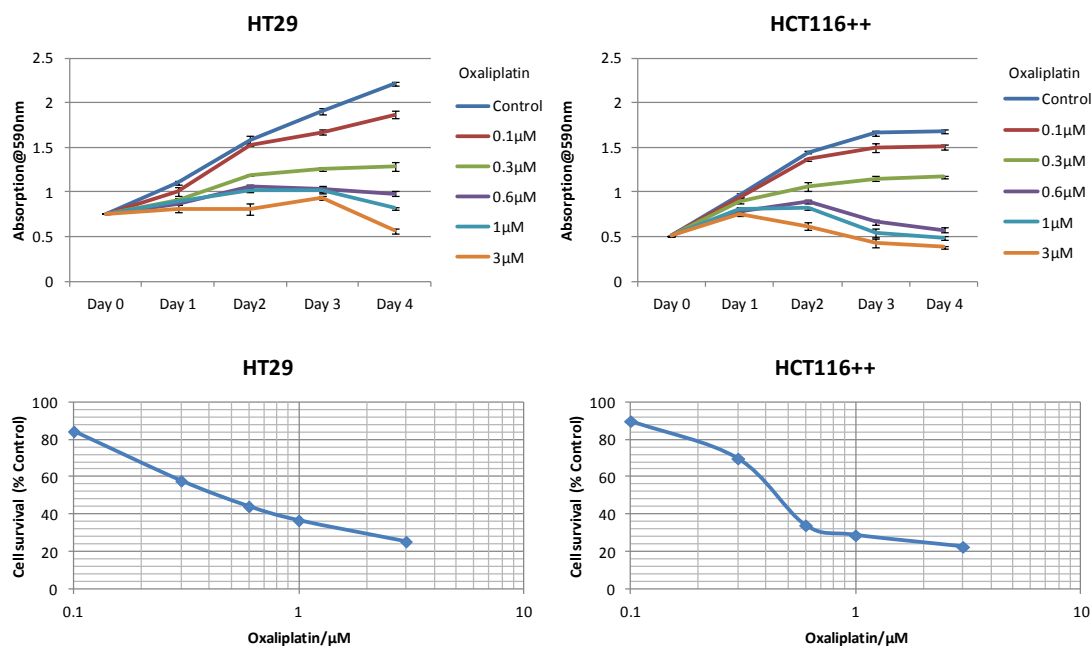 HT29
2.5
2
1.5
1
0.5
0
Absorption@590nm
Day 0 Day 1 Day2 Day 3 Day 4
Oxaliplatin
Control
0.1µM
0.3µM
0.6µM
1µM
3µM
HCT116++
2.5
2
1.5
1
0.5
0
Absorption@590nm
Day 0 Day 1 Day2 Day 3 Day 4
Oxaliplatin
Control
0.1µM
0.3µM
0.6µM
1µM
3µM
HT29
100
80
60
40
20
0
Cell survival (% Control)
0.1 1 10
Oxaliplatin/µM
HCT116++
100
80
60
40
20
0
Cell survival (% Control)
0.1 1 10
Oxaliplatin/µM